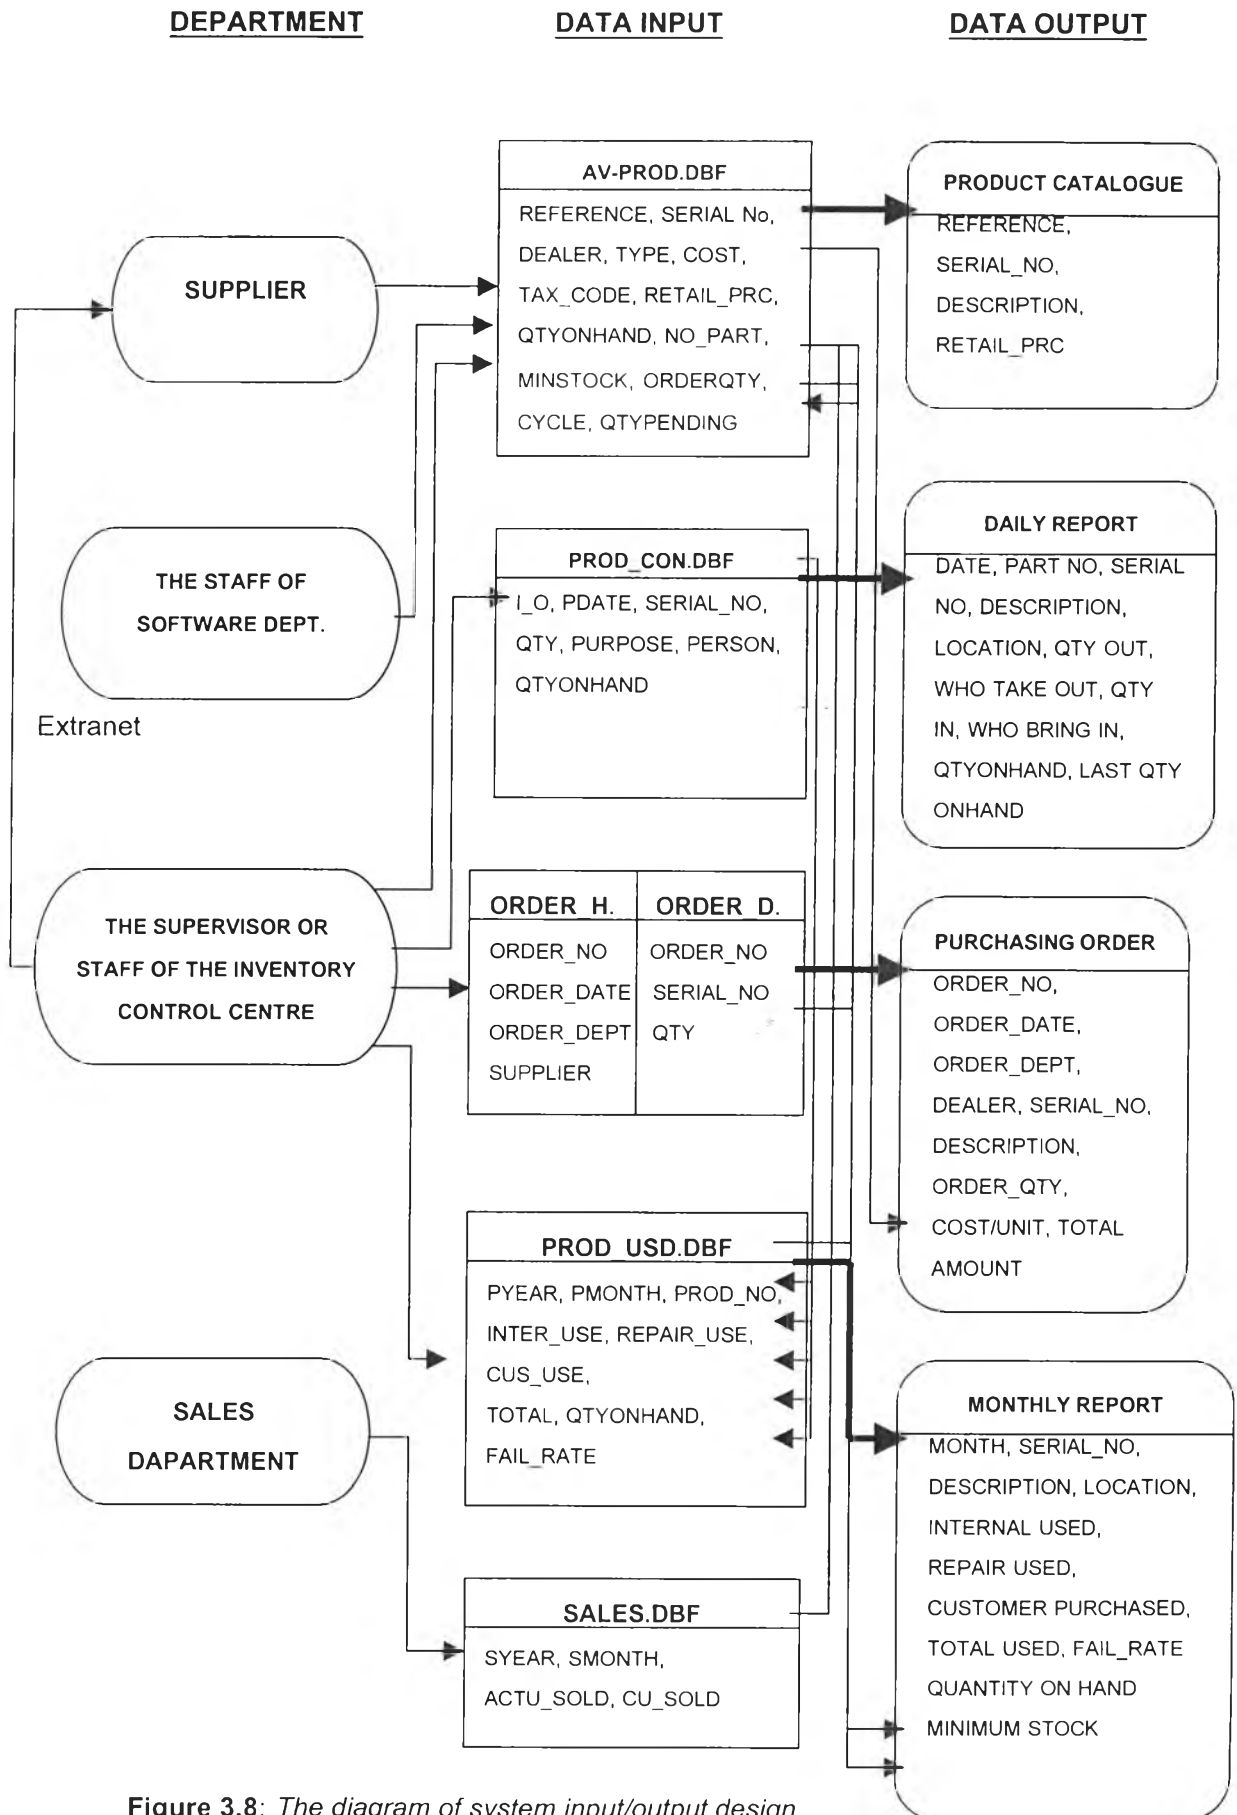 DEPARTMENT
DATA INPUT
DATA OUTPUT
SUPPLIER
THE STAFF OF
SOFTWARE DEPT.
Extranet
THE SUPERVISOR OR
STAFF OF THE INVENTORY
CONTROL CENTRE
SALES
DAPARTMENT
AV-PROD.DBF
REFERENCE, SERIAL No,
DEALER, TYPE, COST,
TAX_CODE, RETAIL_PRC,
QTYONHAND, NO_PART,
MINSTOCK, ORDERQTY,
CYCLE, QTYPENDING
PROD_CON.DBF
I_O, PDATE, SERIAL_NO,
QTY, PURPOSE, PERSON,
QTYONHAND
ORDER_H.
ORDER_NO
ORDER_DATE
ORDER_DEPT
SUPPLIER
ORDER_D.
ORDER_NO
SERIAL_NO
QTY
PROD_USD.DBF
PYEAR, PMONTH, PROD_NO,
INTER_USE, REPAIR_USE,
CUS_USE,
TOTAL, QTYONHAND,
FAIL_RATE
SALES.DBF
SYEAR, SMONTH,
ACTU_SOLD, CU_SOLD
PRODUCT CATALOGUE
REFERENCE,
SERIAL_NO,
DESCRIPTION,
RETAIL_PRC
DAILY REPORT
DATE, PART NO, SERIAL
NO, DESCRIPTION,
LOCATION, QTY OUT,
WHO TAKE OUT, QTY
IN, WHO BRING IN,
QTYONHAND, LAST QTY
ONHAND
PURCHASING ORDER
ORDER_NO,
ORDER_DATE,
ORDER_DEPT,
DEALER, SERIAL_NO,
DESCRIPTION,
ORDER_QTY,
COST/UNIT, TOTAL
AMOUNT
MONTHLY REPORT
MONTH, SERIAL_NO,
DESCRIPTION, LOCATION,
INTERNAL USED,
REPAIR USED,
CUSTOMER PURCHASED,
TOTAL USED, FAIL_RATE
QUANTITY ON HAND
MINIMUM STOCK
Figure 3.8: The diagram of system input/output design